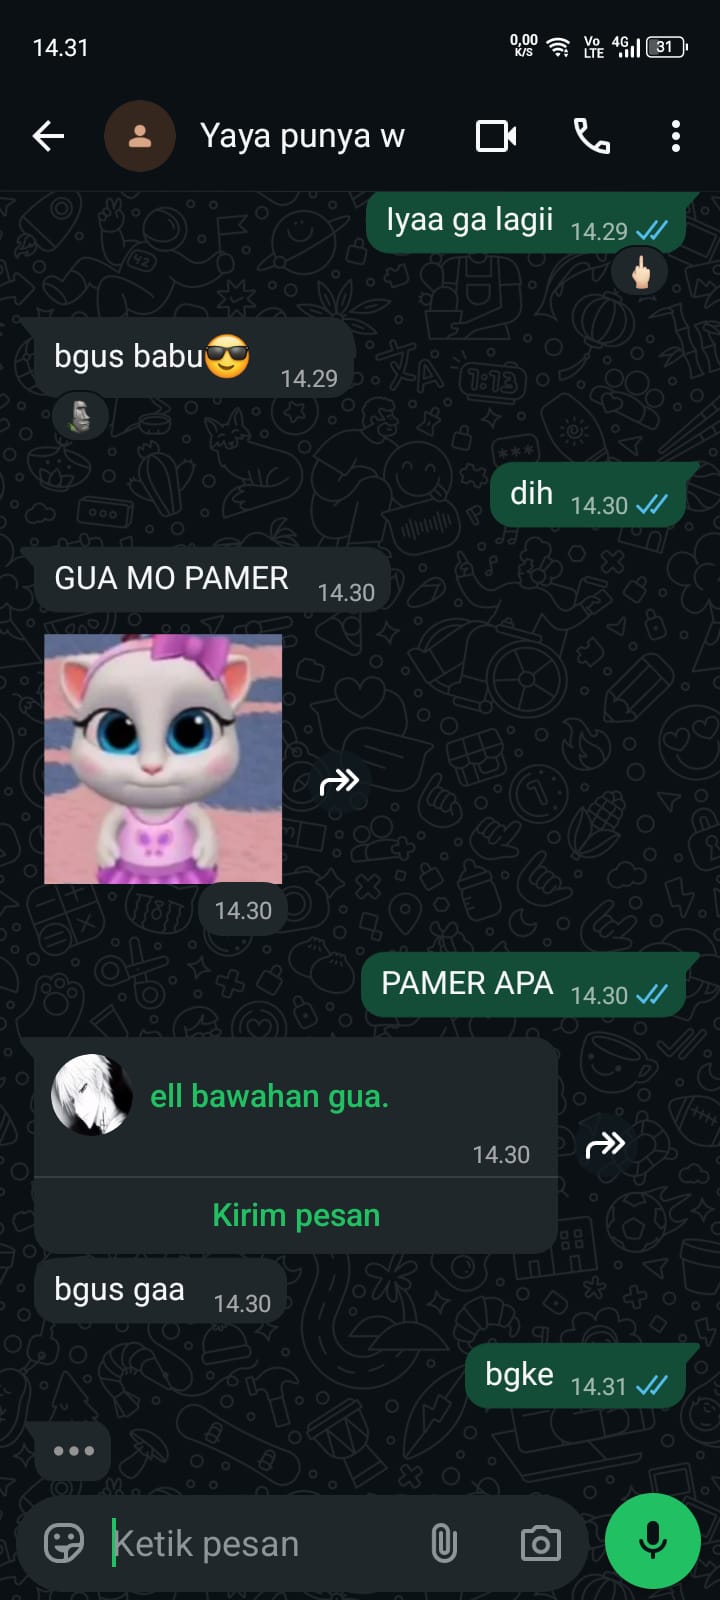 14.31
0,00
K/S
Vo
LTE
4G
31
Yaya punya w
Iyaa ga lagii
14.29
bgus babu😎
14.29
dih
14.30
GUA MO PAMER
14.30
14.30
PAMER APA
14.30
ell bawahan gua.
14.30
Kirim pesan
bgus gaa
14.30
bgke
14.31
Ketik pesan